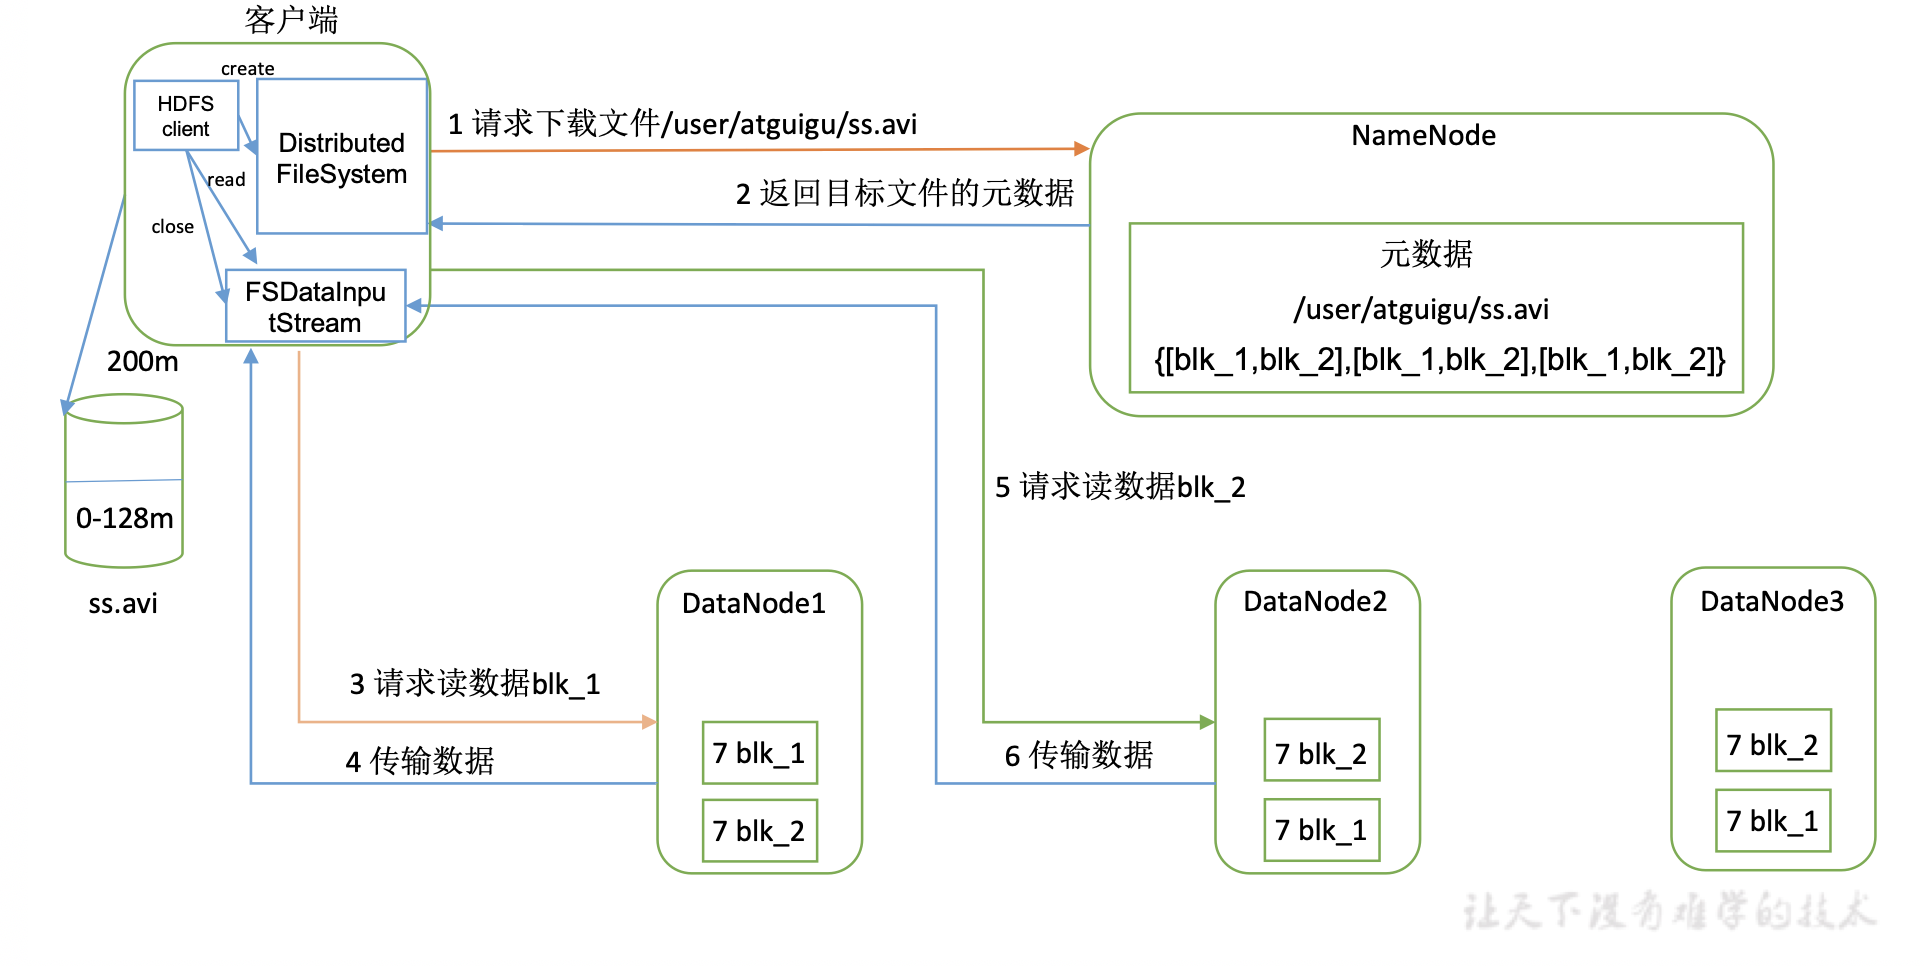 客户端
create
HDFS
client
Distributed
FileSystem
read
close
FSDataInpu
tStream
1 请求下载文件/user/atguigu/ss.avi
2 返回目标文件的元数据
NameNode
元数据
/user/atguigu/ss.avi
{[blk_1,blk_2],[blk_1,blk_2],[blk_1,blk_2]}
200m
0-128m
ss.avi
5 请求读数据blk_2
3 请求读数据blk_1
4 传输数据
6 传输数据
DataNode1
7 blk_1
7 blk_2
DataNode2
7 blk_2
7 blk_1
DataNode3
7 blk_2
7 blk_1
让天下没有难学的技术